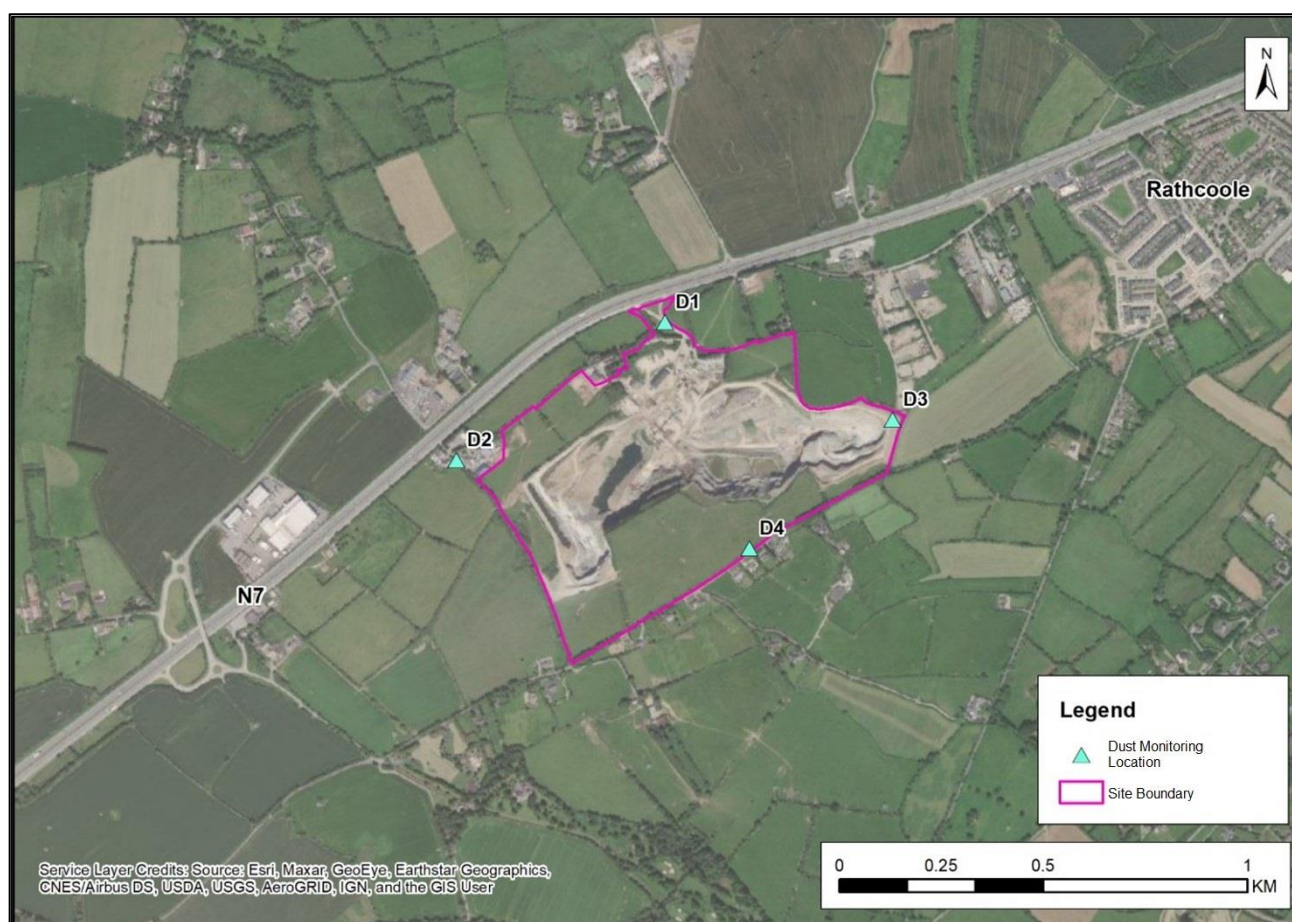 N
Rathcoole
D1
D3
D2
D4
N7
Legend
Dust Monitoring
Location
Site Boundary
0 0.25 0.5 1
KM
Service Layer Credits: Source: Esri, Maxar, GeoEye, Earthstar Geographics,
CNES/Airbus DS, USDA, USGS, AeroGRID, IGN, and the GIS User